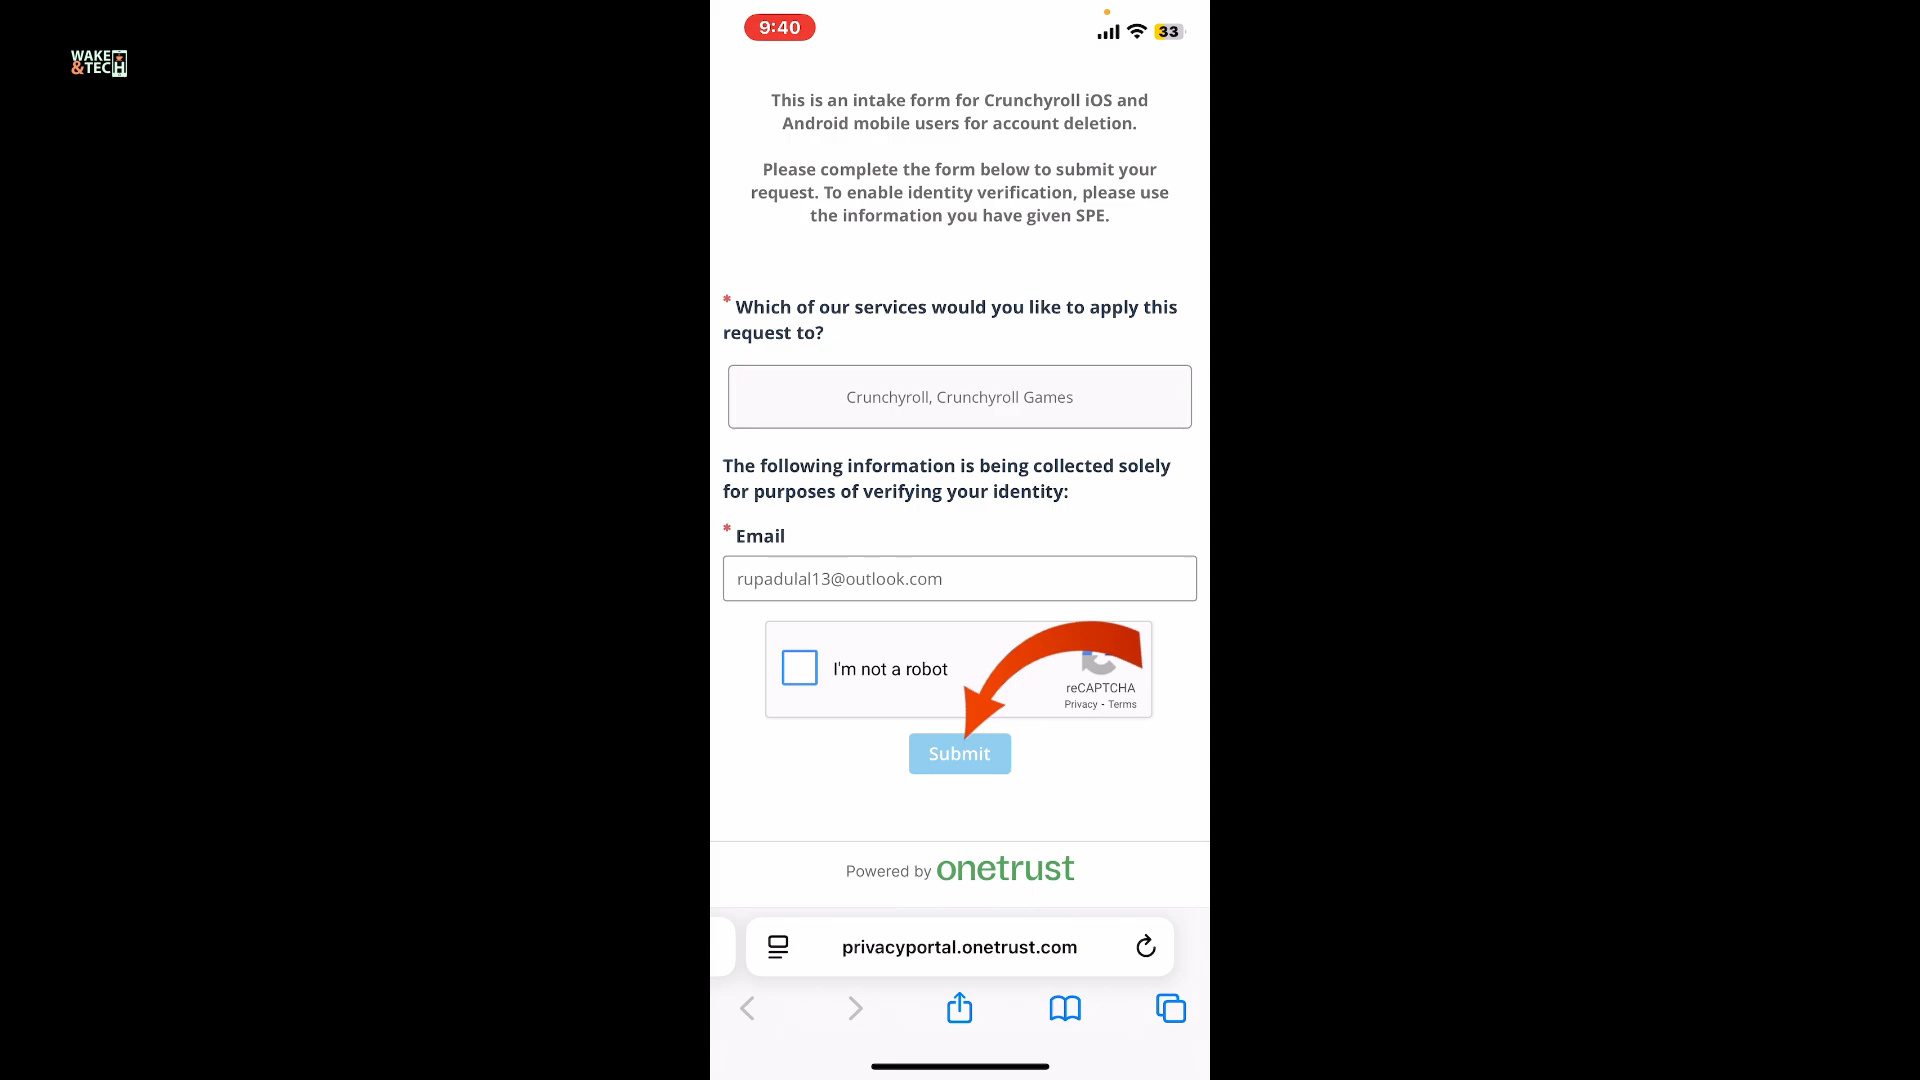 WAKE
&TECH
9:40
33
This is an intake form for Crunchyroll iOS and
Android mobile users for account deletion.
Please complete the form below to submit your
request. To enable identity verification, please use
the information you have given SPE.
* Which of our services would you like to apply this
request to?
Crunchyroll, Crunchyroll Games
The following information is being collected solely
for purposes of verifying your identity:
* Email
rupadulal13@outlook.com
I'm not a robot
reCAPTCHA
Privacy - Terms
Submit
Powered by onetrust
privacyportal.onetrust.com